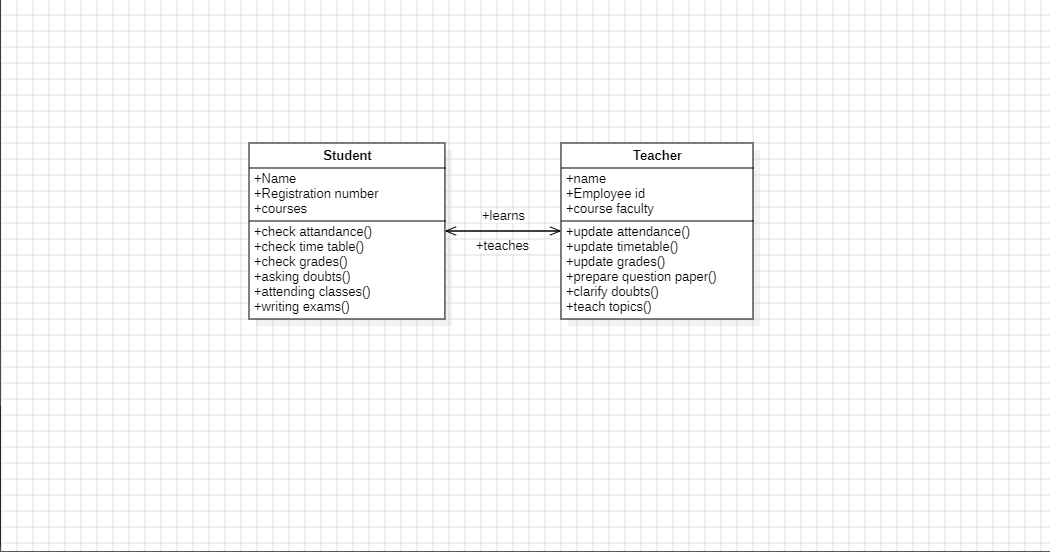 Student
+Name
+Registration number
+courses
+check attandance()
+check time table()
+check grades()
+asking doubts()
+attending classes()
+writing exams()
+learns
+teaches
Teacher
+name
+Employee id
+course faculty
+update attendance()
+update timetable()
+update grades()
+prepare question paper()
+clarify doubts()
+teach topics()